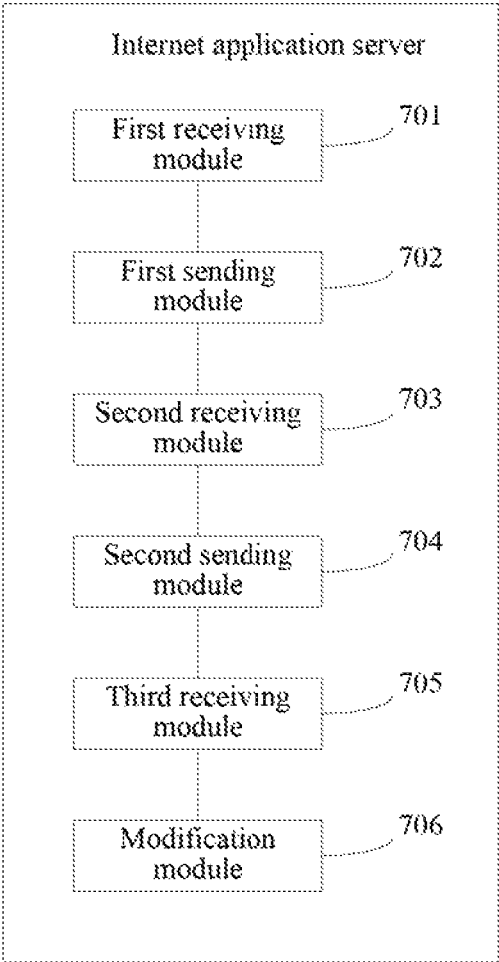 Internet application server
First receiving
module
701
First sending
module
702
Second receiving
module
703
Second sending
module
704
Third receiving
module
705
Modification
module
706